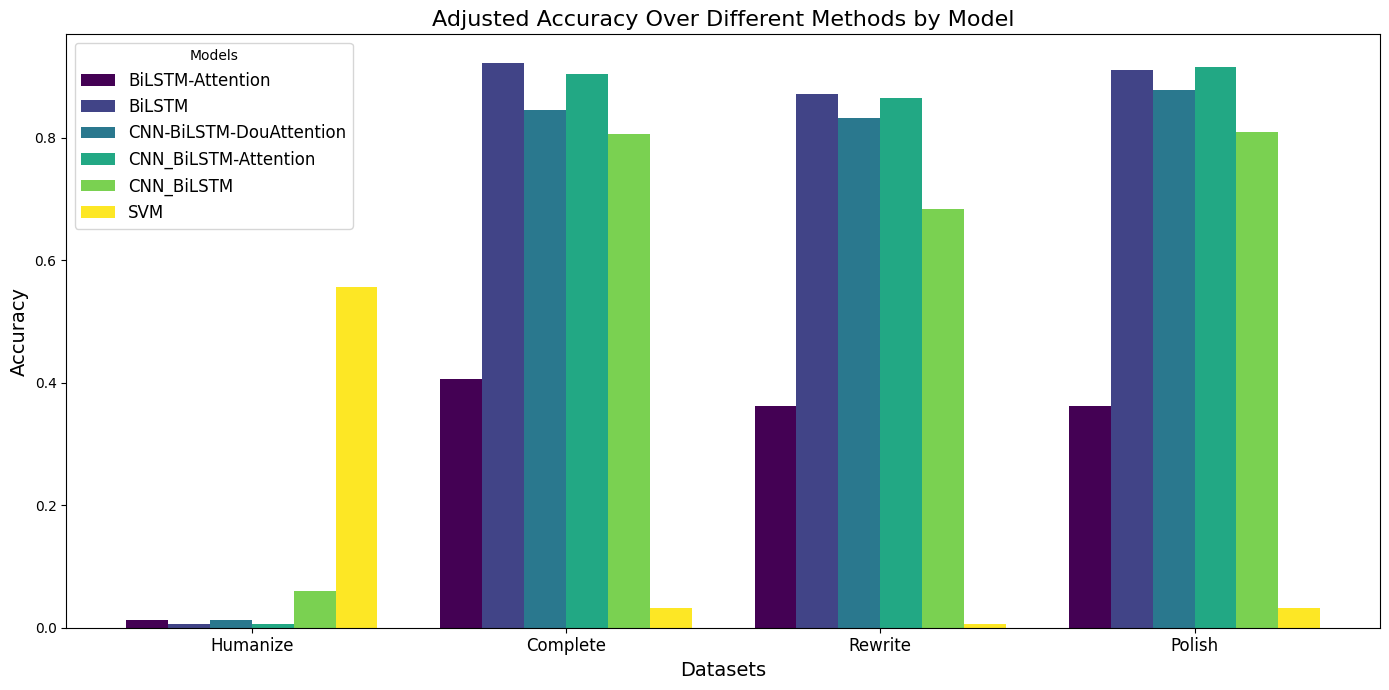 Adjusted Accuracy Over Different Methods by Model
Models
BiLSTM-Attention
BiLSTM
CNN-BiLSTM-DouAttention
CNN_BiLSTM-Attention
CNN_BiLSTM
SVM
Accuracy
0.8
0.6
0.4
0.2
0.0
Humanize
Complete
Rewrite
Polish
Datasets